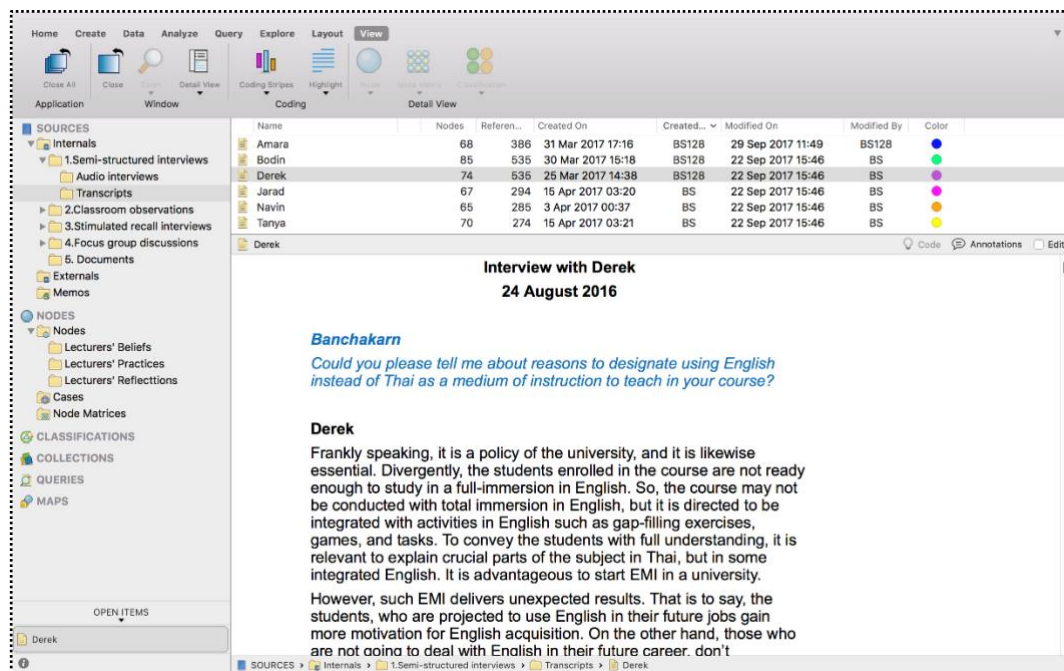 Home Create Data Analyze Query Explore Layout View
Close All Close Zoom Detail View Coding Stripes Highlight Node
Application Window Coding Detail View
SOURCES
Internals
1.Semi-structured interviews
Audio interviews
Transcripts
2.Classroom observations
3.Stimulated recall interviews
4.Focus group discussions
5. Documents
Externals
Memos
NODES
Nodes
Lecturers' Beliefs
Lecturers' Practices
Lecturers' Reflecttions
Cases
Node Matrices
CLASSIFICATIONS
COLLECTIONS
QUERIES
MAPS
OPEN ITEMS
Derek
Name Nodes Referen... Created On Created... Modified On Modified By Color
Amara 68 386 31 Mar 2017 17:16 BS128 29 Sep 2017 11:49 BS128
Bodin 85 535 30 Mar 2017 15:18 BS128 22 Sep 2017 15:46 BS
Derek 74 535 25 Mar 2017 14:38 BS128 22 Sep 2017 15:46 BS
Jarad 67 294 15 Apr 2017 03:20 BS 22 Sep 2017 15:46 BS
Navin 65 285 3 Apr 2017 00:37 BS 22 Sep 2017 15:46 BS
Tanya 70 274 15 Apr 2017 03:21 BS 22 Sep 2017 15:46 BS
Derek Code Annotations Edit
Interview with Derek
24 August 2016
Banchakarn
Could you please tell me about reasons to designate using English
instead of Thai as a medium of instruction to teach in your course?
Derek
Frankly speaking, it is a policy of the university, and it is likewise
essential. Divergently, the students enrolled in the course are not ready
enough to study in a full-immersion in English. So, the course may not
be conducted with total immersion in English, but it is directed to be
integrated with activities in English such as gap-filling exercises,
games, and tasks. To convey the students with full understanding, it is
relevant to explain crucial parts of the subject in Thai, but in some
integrated English. It is advantageous to start EMI in a university.
However, such EMI delivers unexpected results. That is to say, the
students, who are projected to use English in their future jobs gain
more motivation for English acquisition. On the other hand, those who
are not going to deal with English in their future career, don't
SOURCES › Internals › 1.Semi-structured interviews › Transcripts › Derek